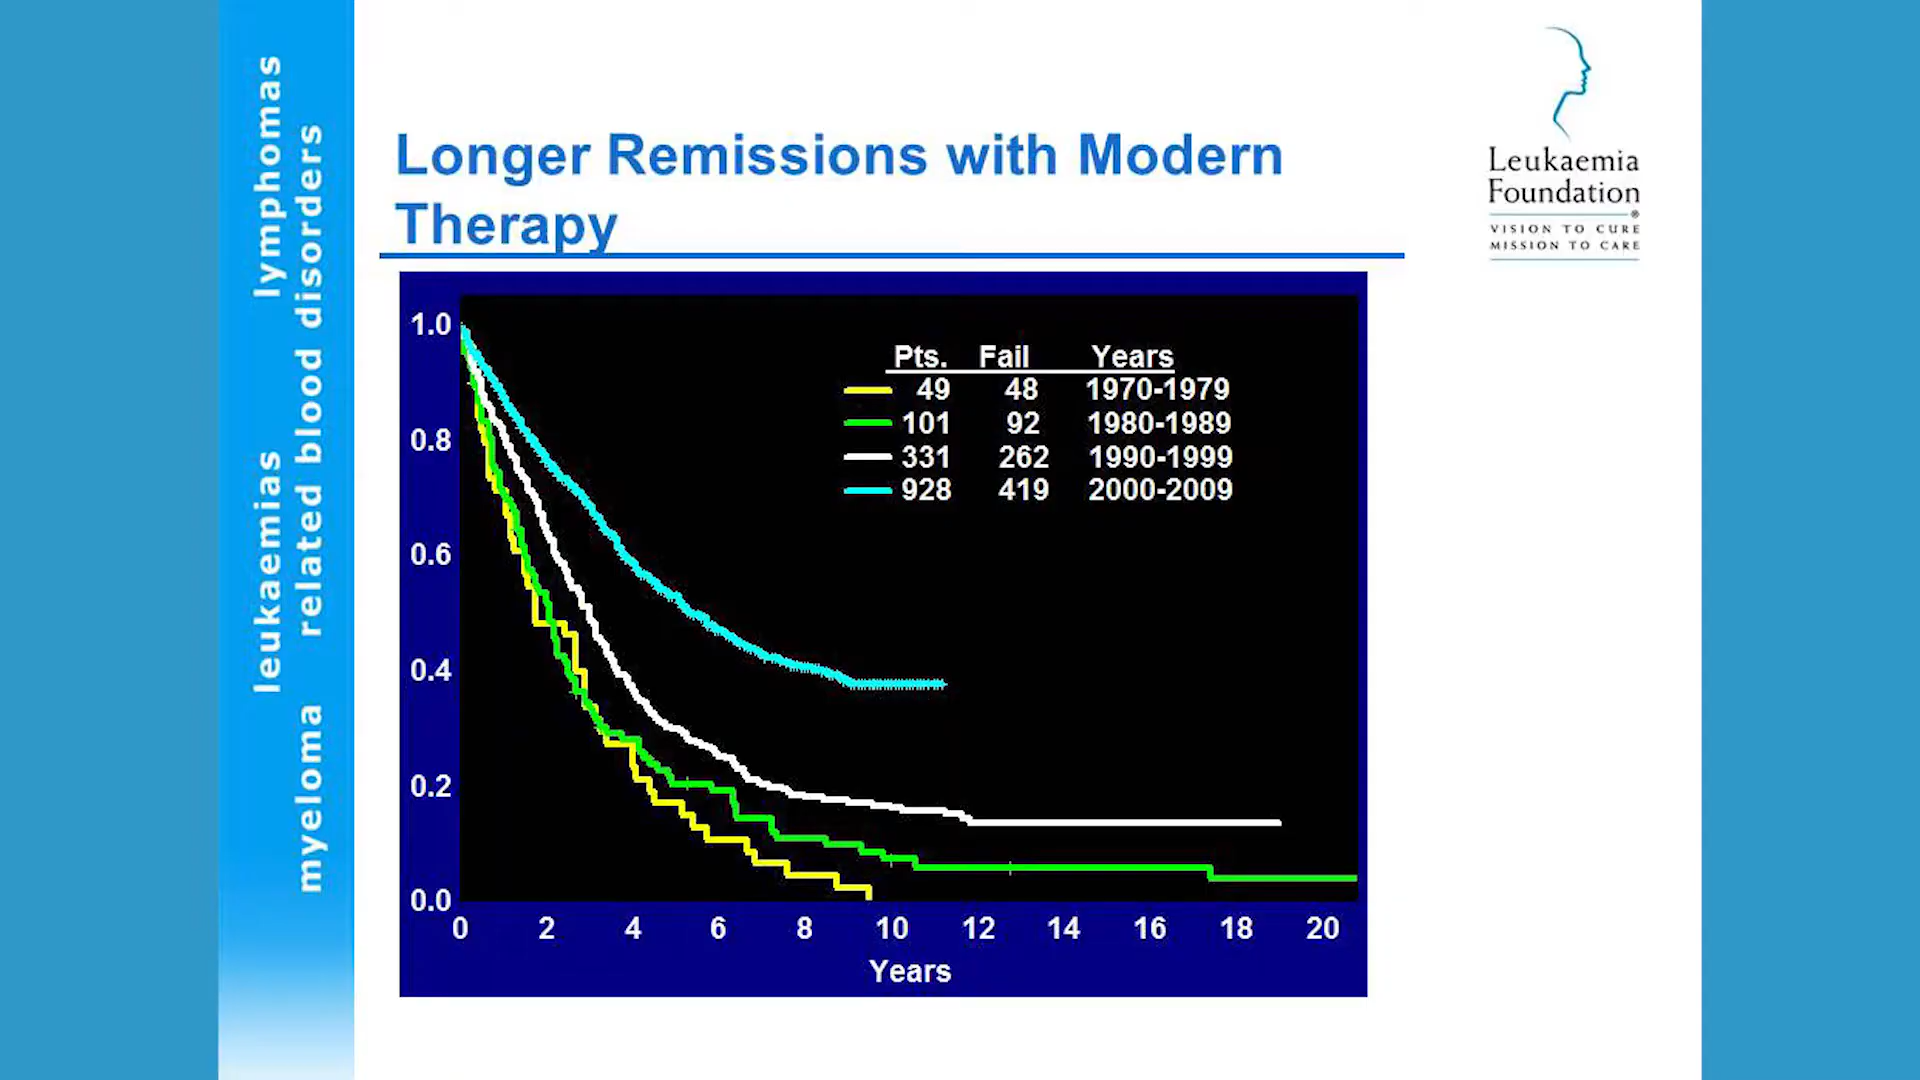 lymphomas
leukaemias
related blood disorders
myeloma
Longer Remissions with Modern
Therapy
Leukaemia
Foundation
®
VISION TO CURE
MISSION TO CARE
Pts. Fail Years
49 48 1970-1979
101 92 1980-1989
331 262 1990-1999
928 419 2000-2009
1.0
0.8
0.6
0.4
0.2
0.0
0 2 4 6 8 10 12 14 16 18 20
Years